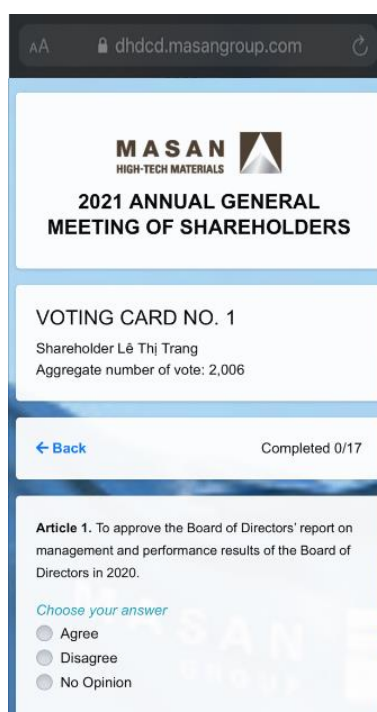 AA dhdcd.masangroup.com
MASAN
HIGH-TECH MATERIALS
2021 ANNUAL GENERAL
MEETING OF SHAREHOLDERS
VOTING CARD NO. 1
Shareholder Lê Thị Trang
Aggregate number of vote: 2,006
← Back Completed 0/17
Article 1. To approve the Board of Directors' report on
management and performance results of the Board of
Directors in 2020.
Choose your answer
Agree
Disagree
No Opinion
MASAN
GROUP